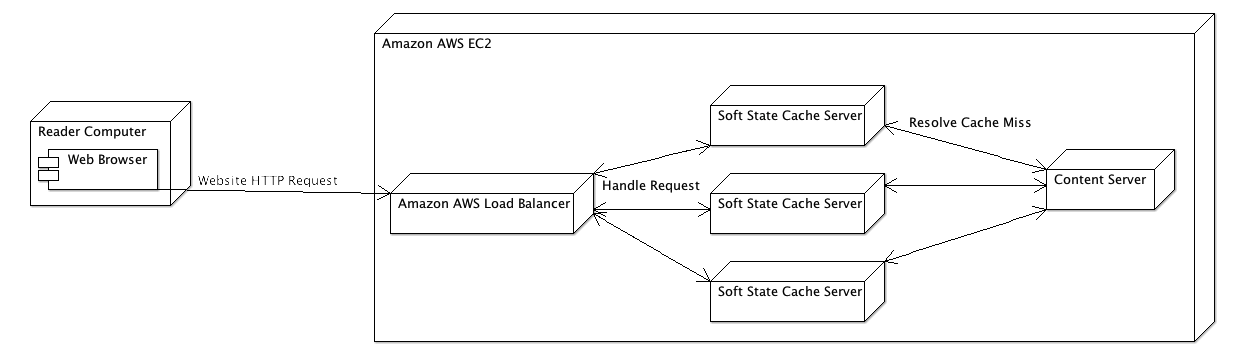 Amazon AWS EC2
Reader Computer
Web Browser
Website HTTP Request
Amazon AWS Load Balancer
Handle Request
Soft State Cache Server
Soft State Cache Server
Soft State Cache Server
Resolve Cache Miss
Content Server